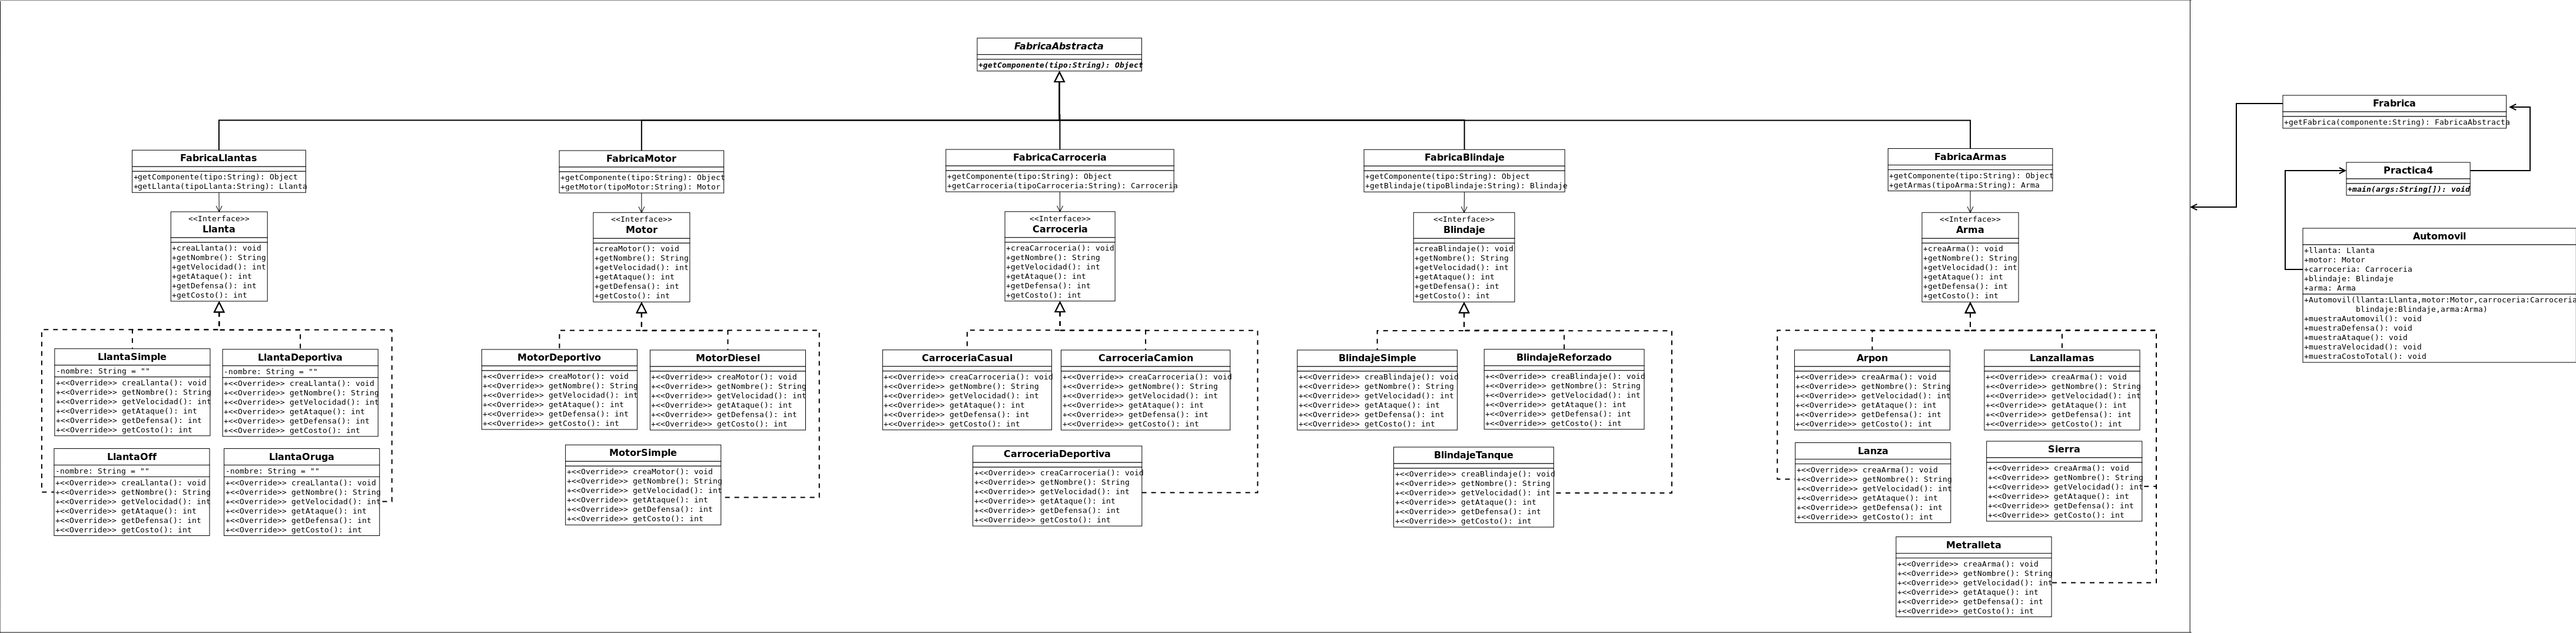 FabricaAbstracta
+getComponente(tipo:String): Object
FabricaLlantas
+getComponente(tipo:String): Object
+getLlanta(tipoLlanta:String): Llanta
<<Interface>>
Llanta
+creaLlanta(): void
+getNombre(): String
+getVelocidad(): int
+getAtaque(): int
+getDefensa(): int
+getCosto(): int
LlantaSimple
-nombre: String = ""
+<<Override>> creaLlanta(): void
+<<Override>> getNombre(): String
+<<Override>> getVelocidad(): int
+<<Override>> getAtaque(): int
+<<Override>> getDefensa(): int
+<<Override>> getCosto(): int
LlantaDeportiva
-nombre: String = ""
+<<Override>> creaLlanta(): void
+<<Override>> getNombre(): String
+<<Override>> getVelocidad(): int
+<<Override>> getAtaque(): int
+<<Override>> getDefensa(): int
+<<Override>> getCosto(): int
LlantaOff
-nombre: String = ""
+<<Override>> creaLlanta(): void
+<<Override>> getNombre(): String
+<<Override>> getVelocidad(): int
+<<Override>> getAtaque(): int
+<<Override>> getDefensa(): int
+<<Override>> getCosto(): int
LlantaOruga
-nombre: String = ""
+<<Override>> creaLlanta(): void
+<<Override>> getNombre(): String
+<<Override>> getVelocidad(): int
+<<Override>> getAtaque(): int
+<<Override>> getDefensa(): int
+<<Override>> getCosto(): int
FabricaMotor
+getComponente(tipo:String): Object
+getMotor(tipoMotor:String): Motor
<<Interface>>
Motor
+creaMotor(): void
+getNombre(): String
+getVelocidad(): int
+getAtaque(): int
+getDefensa(): int
+getCosto(): int
MotorDeportivo
+<<Override>> creaMotor(): void
+<<Override>> getNombre(): String
+<<Override>> getVelocidad(): int
+<<Override>> getAtaque(): int
+<<Override>> getDefensa(): int
+<<Override>> getCosto(): int
MotorDiesel
+<<Override>> creaMotor(): void
+<<Override>> getNombre(): String
+<<Override>> getVelocidad(): int
+<<Override>> getAtaque(): int
+<<Override>> getDefensa(): int
+<<Override>> getCosto(): int
MotorSimple
+<<Override>> creaMotor(): void
+<<Override>> getNombre(): String
+<<Override>> getVelocidad(): int
+<<Override>> getAtaque(): int
+<<Override>> getDefensa(): int
+<<Override>> getCosto(): int
FabricaCarroceria
+getComponente(tipo:String): Object
+getCarroceria(tipoCarroceria:String): Carroceria
<<Interface>>
Carroceria
+creaCarroceria(): void
+getNombre(): String
+getVelocidad(): int
+getAtaque(): int
+getDefensa(): int
+getCosto(): int
CarroceriaCasual
+<<Override>> creaCarroceria(): void
+<<Override>> getNombre(): String
+<<Override>> getVelocidad(): int
+<<Override>> getAtaque(): int
+<<Override>> getDefensa(): int
+<<Override>> getCosto(): int
CarroceriaCamion
+<<Override>> creaCarroceria(): void
+<<Override>> getNombre(): String
+<<Override>> getVelocidad(): int
+<<Override>> getAtaque(): int
+<<Override>> getDefensa(): int
+<<Override>> getCosto(): int
CarroceriaDeportiva
+<<Override>> creaCarroceria(): void
+<<Override>> getNombre(): String
+<<Override>> getVelocidad(): int
+<<Override>> getAtaque(): int
+<<Override>> getDefensa(): int
+<<Override>> getCosto(): int
FabricaBlindaje
+getComponente(tipo:String): Object
+getBlindaje(tipoBlindaje:String): Blindaje
<<Interface>>
Blindaje
+creaBlindaje(): void
+getNombre(): String
+getVelocidad(): int
+getAtaque(): int
+getDefensa(): int
+getCosto(): int
BlindajeSimple
+<<Override>> creaBlindaje(): void
+<<Override>> getNombre(): String
+<<Override>> getVelocidad(): int
+<<Override>> getAtaque(): int
+<<Override>> getDefensa(): int
+<<Override>> getCosto(): int
BlindajeReforzado
+<<Override>> creaBlindaje(): void
+<<Override>> getNombre(): String
+<<Override>> getVelocidad(): int
+<<Override>> getAtaque(): int
+<<Override>> getDefensa(): int
+<<Override>> getCosto(): int
BlindajeTanque
+<<Override>> creaBlindaje(): void
+<<Override>> getNombre(): String
+<<Override>> getVelocidad(): int
+<<Override>> getAtaque(): int
+<<Override>> getDefensa(): int
+<<Override>> getCosto(): int
FabricaArmas
+getComponente(tipo:String): Object
+getArmas(tipoArma:String): Arma
<<Interface>>
Arma
+creaArma(): void
+getNombre(): String
+getVelocidad(): int
+getAtaque(): int
+getDefensa(): int
+getCosto(): int
Arpon
+<<Override>> creaArma(): void
+<<Override>> getNombre(): String
+<<Override>> getVelocidad(): int
+<<Override>> getAtaque(): int
+<<Override>> getDefensa(): int
+<<Override>> getCosto(): int
Lanzallamas
+<<Override>> creaArma(): void
+<<Override>> getNombre(): String
+<<Override>> getVelocidad(): int
+<<Override>> getAtaque(): int
+<<Override>> getDefensa(): int
+<<Override>> getCosto(): int
Lanza
+<<Override>> creaArma(): void
+<<Override>> getNombre(): String
+<<Override>> getVelocidad(): int
+<<Override>> getAtaque(): int
+<<Override>> getDefensa(): int
+<<Override>> getCosto(): int
Sierra
+<<Override>> creaArma(): void
+<<Override>> getNombre(): String
+<<Override>> getVelocidad(): int
+<<Override>> getAtaque(): int
+<<Override>> getDefensa(): int
+<<Override>> getCosto(): int
Metralleta
+<<Override>> creaArma(): void
+<<Override>> getNombre(): String
+<<Override>> getVelocidad(): int
+<<Override>> getAtaque(): int
+<<Override>> getDefensa(): int
+<<Override>> getCosto(): int
Frabrica
+getFabrica(componente:String): FabricaAbstracta
Practica4
+main(args:String[]): void
Automovil
+llanta: Llanta
+motor: Motor
+carroceria: Carroceria
+blindaje: Blindaje
+arma: Arma
+Automovil(llanta:Llanta,motor:Motor,carroceria:Carroceria
blindaje:Blindaje,arma:Arma)
+muestraAutomovil(): void
+muestraDefensa(): void
+muestraAtaque(): void
+muestraVelocidad(): void
+muestraCostoTotal(): void